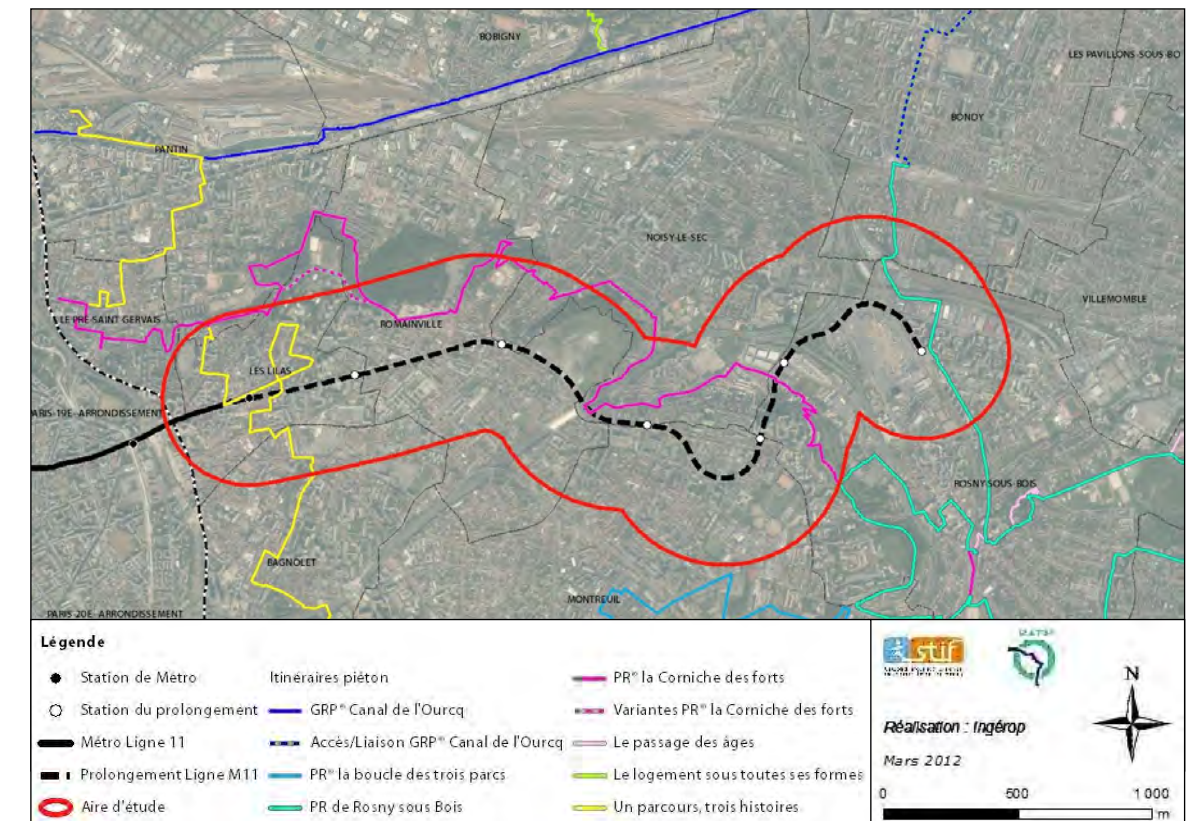 BOBIGNY
LES PAVILLONS-SOUS-BO
BONDY
PANTIN
NOISY-LE-SEC
VILLEMOMBLE
LE PRÉ-SAINT-GERVAIS
ROMAINVILLE
LES LILAS
PARIS-19E--ARRONDISSEMENT
ROSNY-SOUS-BOIS
BAGNOLET
MONTREUIL
PARIS-20E--ARRONDISSEMENT
Légende
Station de Métro
Station du prolongement
Métro Ligne 11
Prolongement Ligne M11
Aire d'étude
Itinéraires piéton
GRP® Canal de l'Ourcq
Accès/Liaison GRP® Canal de l'Ourcq
PR® la boucle des trois parcs
PR de Rosny sous Bois
PR® la Corniche des forts
Variantes PR® la Corniche des forts
Le passage des âges
Le logement sous toutes ses formes
Un parcours, trois histoires
stif
RATP
N
Réalisation : Ingérop
Mars 2012
0 500 1 000
m